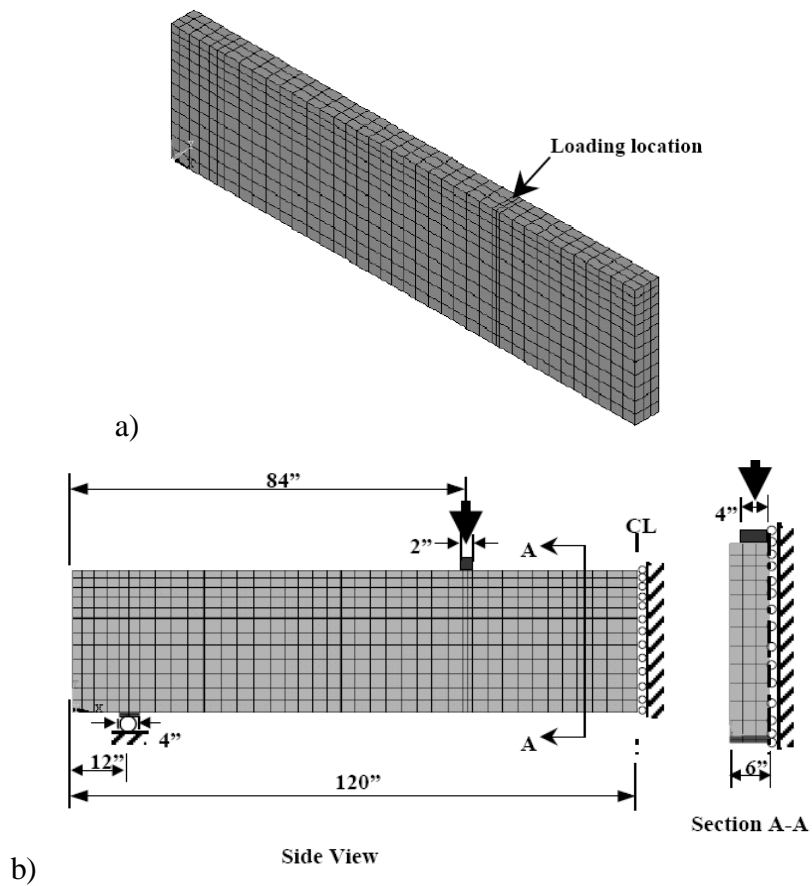 Loading location
a)
84”
2”
A
CL
4”
X
12”
4”
A
120”
6”
Section A-A
Side View
b)